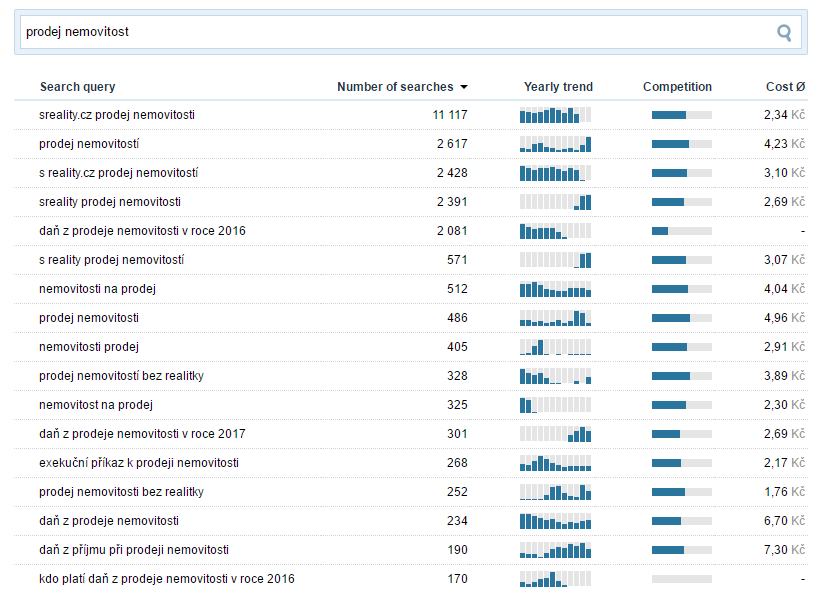 prodej nemovitost
Search query Number of searches Yearly trend Competition Cost Ø
sreality.cz prodej nemovitosti 11 117 2,34 Kč
prodej nemovitostí 2 617 4,23 Kč
s reality.cz prodej nemovitostí 2 428 3,10 Kč
sreality prodej nemovitosti 2 391 2,69 Kč
daň z prodeje nemovitosti v roce 2016 2 081 -
s reality prodej nemovitostí 571 3,07 Kč
nemovitosti na prodej 512 4,04 Kč
prodej nemovitosti 486 4,96 Kč
nemovitosti prodej 405 2,91 Kč
prodej nemovitostí bez realitky 328 3,89 Kč
nemovitost na prodej 325 2,30 Kč
daň z prodeje nemovitosti v roce 2017 301 2,69 Kč
exekuční příkaz k prodeji nemovitosti 268 2,17 Kč
prodej nemovitosti bez realitky 252 1,76 Kč
daň z prodeje nemovitosti 234 6,70 Kč
daň z příjmu při prodeji nemovitosti 190 7,30 Kč
kdo platí daň z prodeje nemovitosti v roce 2016 170 -